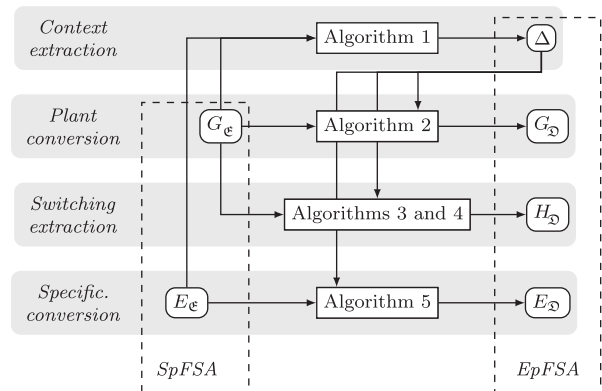 Context
extraction
Algorithm 1
Δ
Plant
conversion
G𝔈
Algorithm 2
G𝔇
Switching
extraction
Algorithms 3 and 4
H𝔇
Specific.
conversion
E𝔈
Algorithm 5
E𝔇
SpFSA
EpFSA